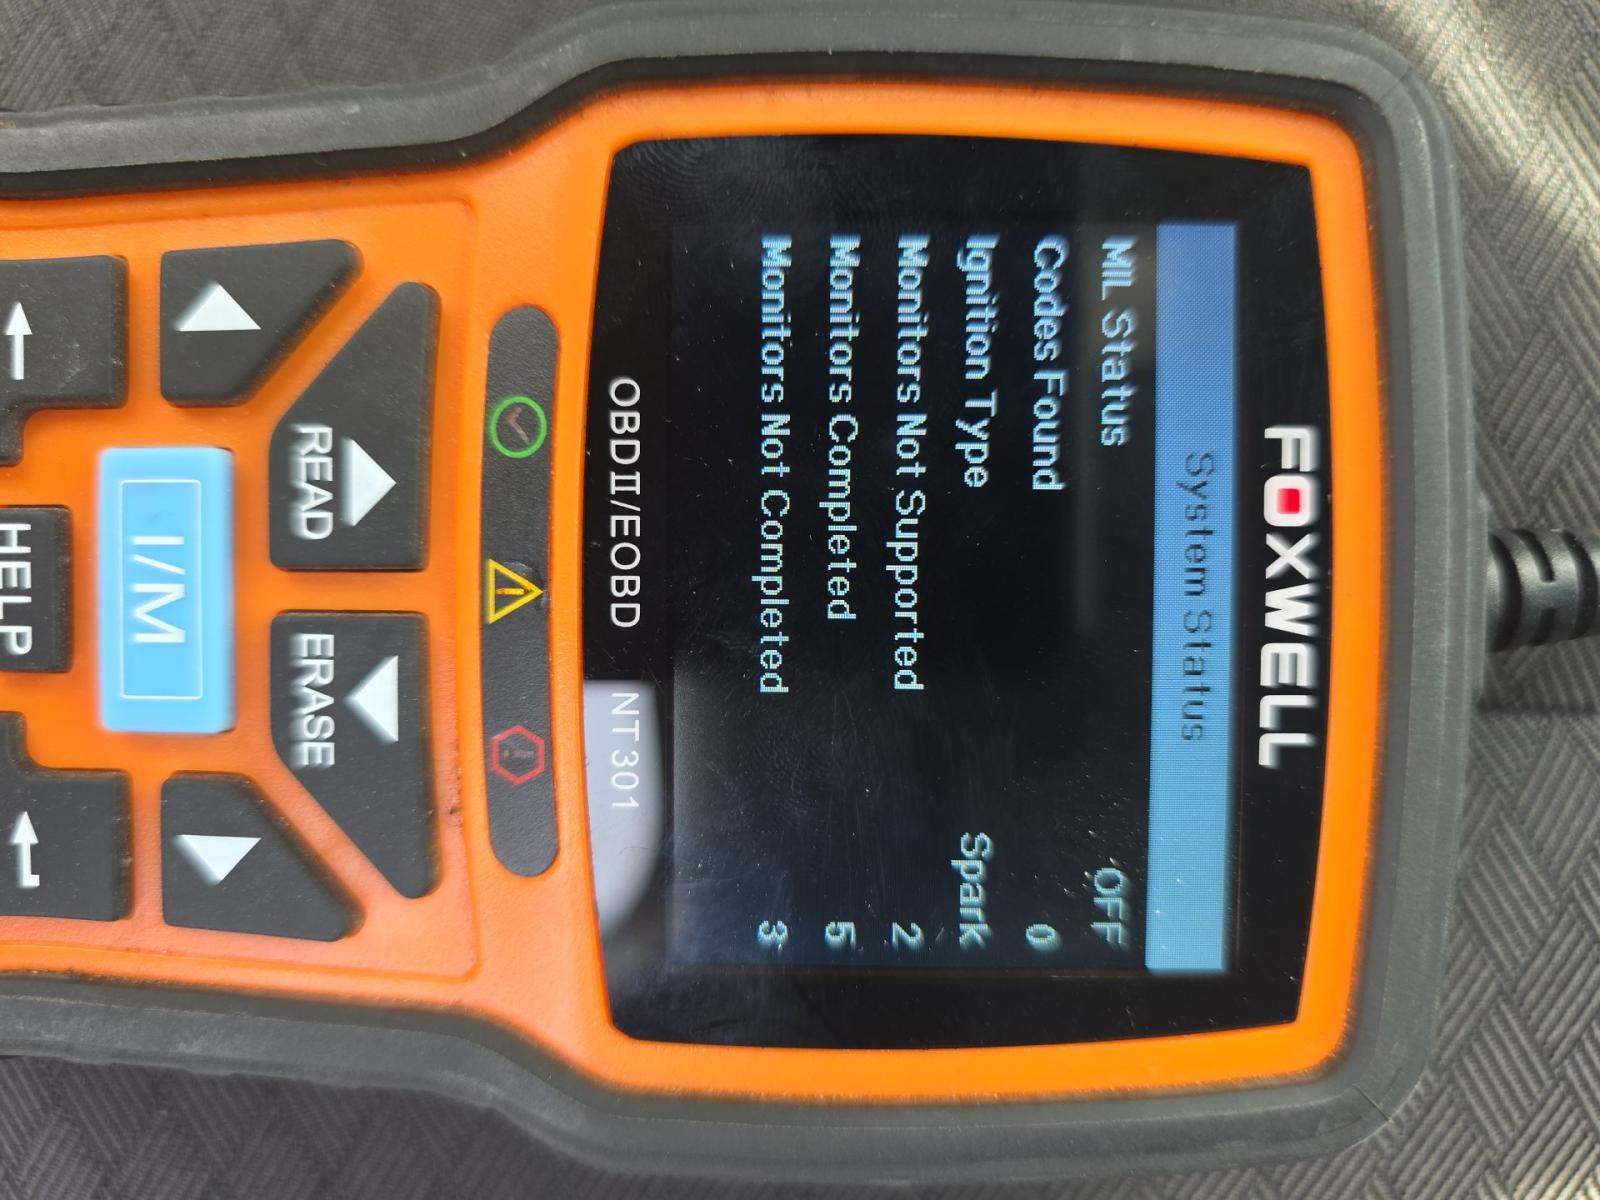 FOXWELL
System Status
MIL Status OFF
Codes Found 0
Ignition Type Spark
Monitors Not Supported 2
Monitors Completed 5
Monitors Not Completed 3
OBDII/EOBD NT301
READ ERASE
I/M
HELP